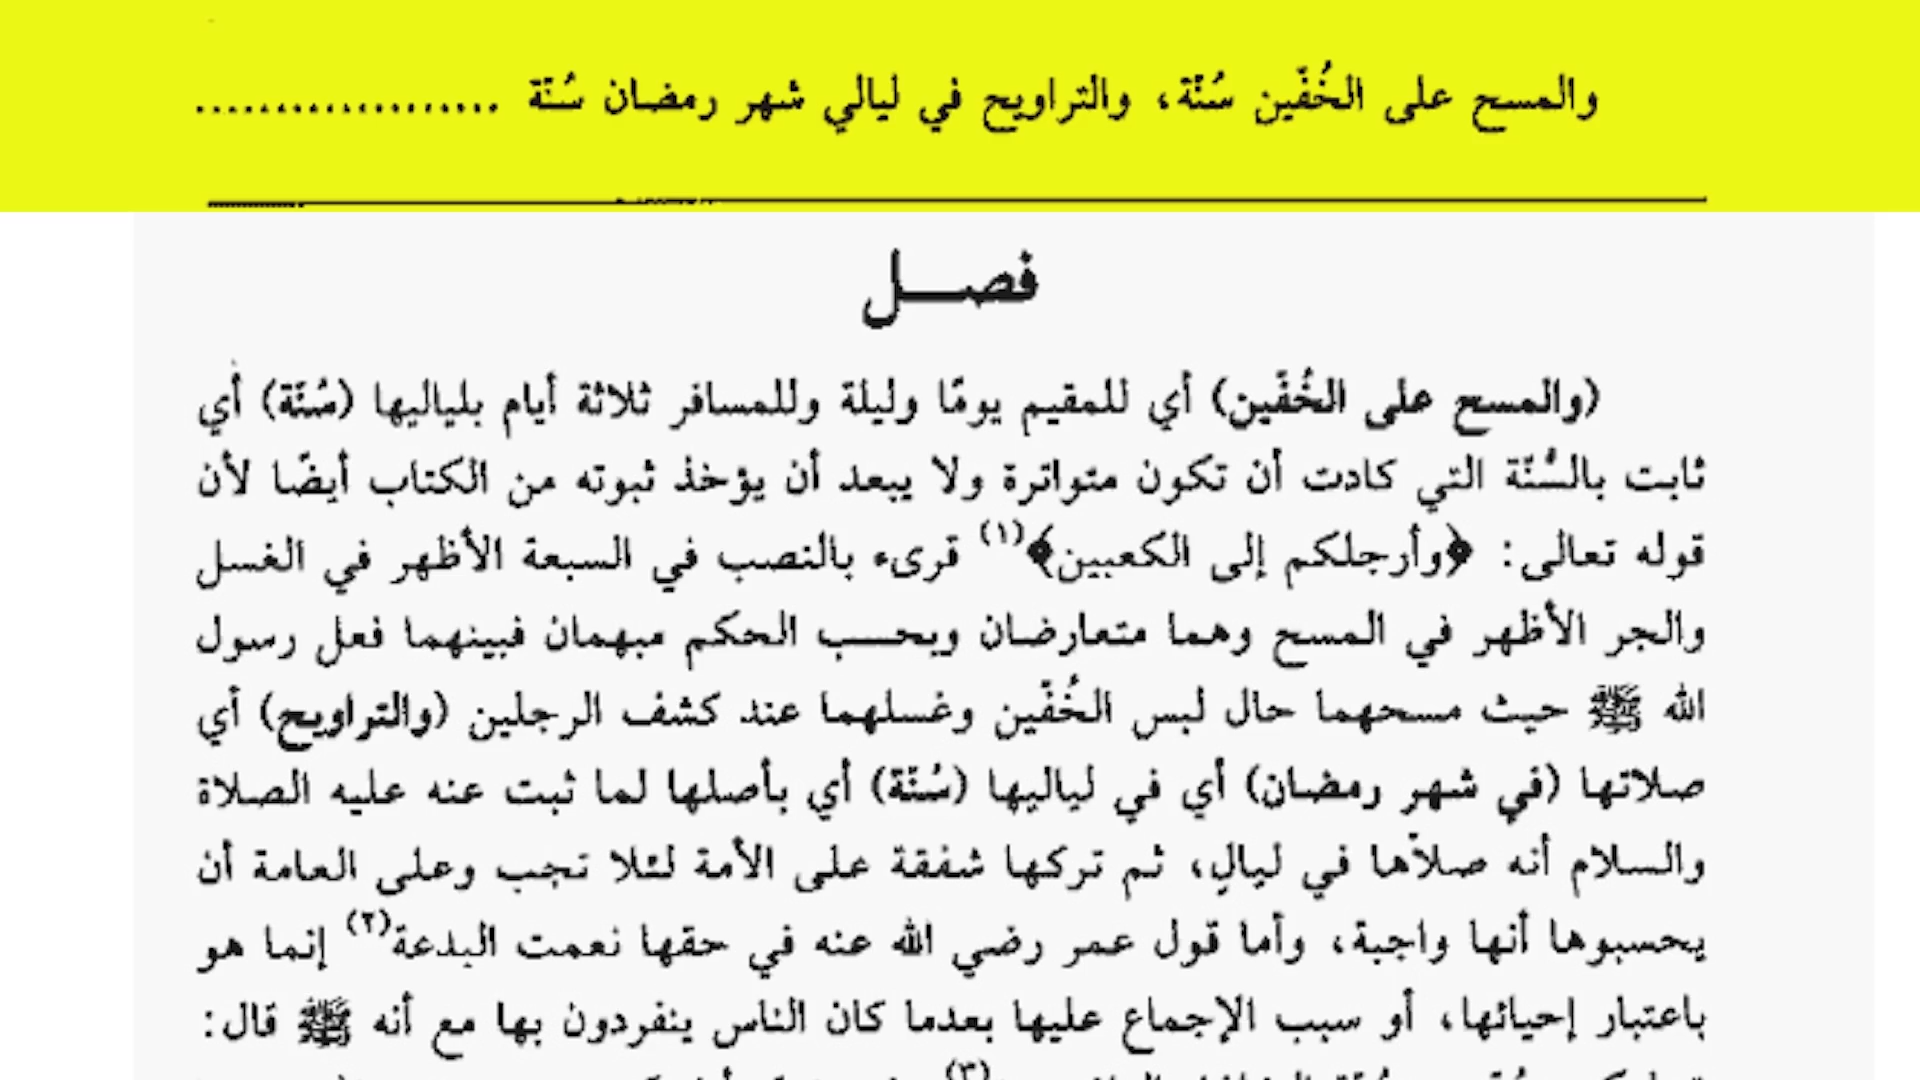 والمسح على الخُفّين سُنّة، والتراويح في ليالي شهر رمضان سُنّة ...................
فصـــل
(والمسح على الخُفّين) أي للمقيم يومًا وليلة وللمسافر ثلاثة أيام بلياليها (سُنّة) أي
ثابت بالسُّنّة التي كادت أن تكون متواترة ولا يبعد أن يؤخذ ثبوته من الكتاب أيضًا لأن
قوله تعالى: ﴿وأرجلكم إلى الكعبين﴾(١) قرىء بالنصب في السبعة الأظهر في الغسل
والجر الأظهر في المسح وهما متعارضان وبحسب الحكم مبهمان فبينهما فعل رسول
الله ﷺ حيث مسحهما حال لبس الخُفّين وغسلهما عند كشف الرجلين (والتراويح) أي
صلاتها (في شهر رمضان) أي في لياليها (سُنّة) أي بأصلها لما ثبت عنه عليه الصلاة
والسلام أنه صلاّها في ليالٍ، ثم تركها شفقة على الأمة لئلا تجب وعلى العامة أن
يحسبوها أنها واجبة، وأما قول عمر رضي الله عنه في حقها نعمت البدعة(٢) إنما هو
باعتبار إحيائها، أو سبب الإجماع عليها بعدما كان الناس ينفردون بها مع أنه ﷺ قال:
(٣)